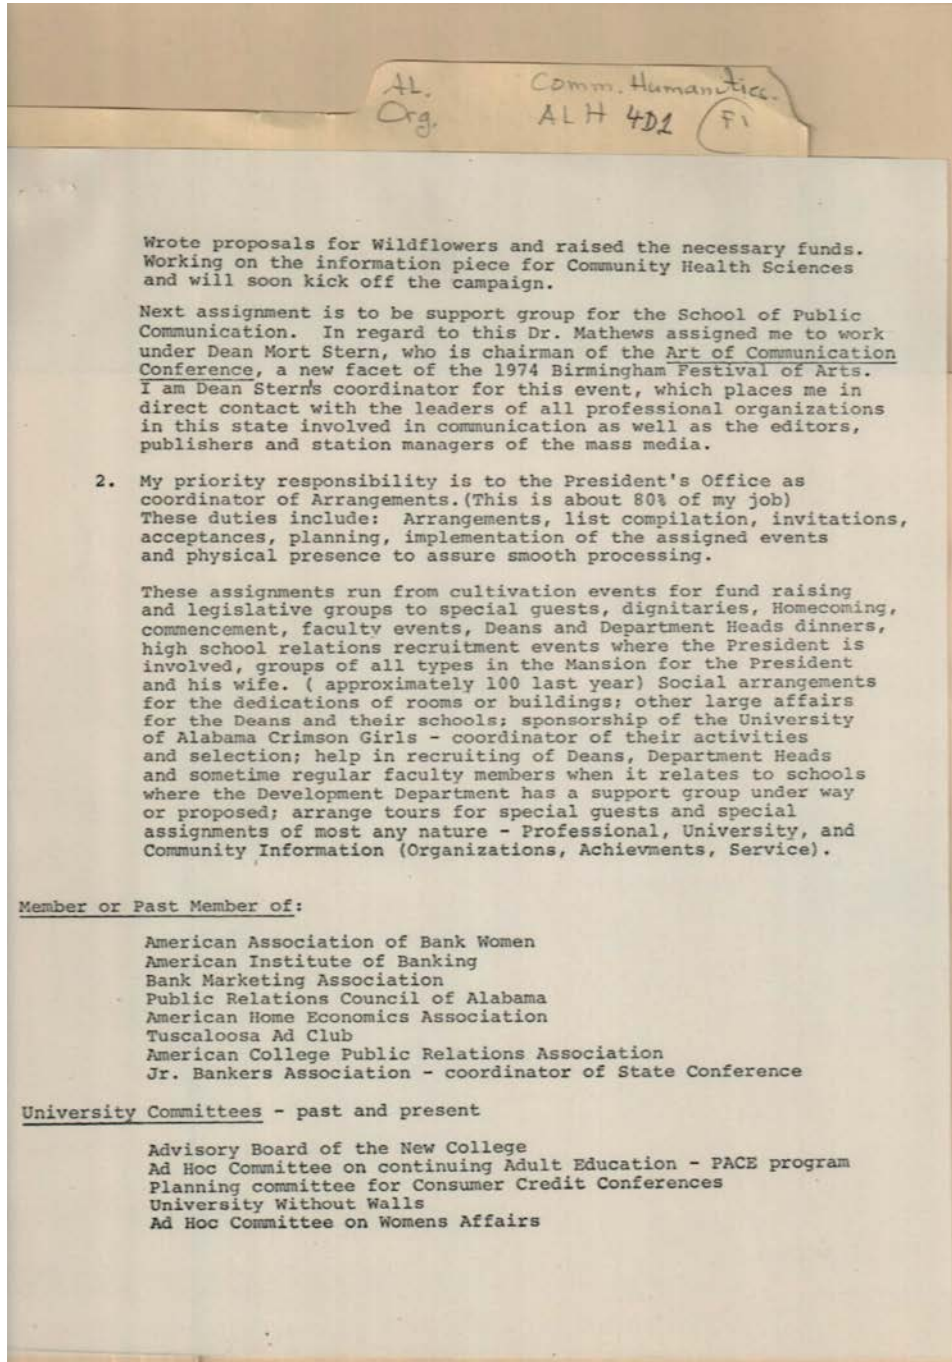 AL. Comm. Humanities.
Org. ALH 4D1 F1
Wrote proposals for Wildflowers and raised the necessary funds.
Working on the information piece for Community Health Sciences
and will soon kick off the campaign.
Next assignment is to be support group for the School of Public
Communication. In regard to this Dr. Mathews assigned me to work
under Dean Mort Stern, who is chairman of the Art of Communication
Conference, a new facet of the 1974 Birmingham Festival of Arts.
I am Dean Stern's coordinator for this event, which places me in
direct contact with the leaders of all professional organizations
in this state involved in communication as well as the editors,
publishers and station managers of the mass media.
2. My priority responsibility is to the President's Office as
coordinator of Arrangements.(This is about 80% of my job)
These duties include: Arrangements, list compilation, invitations,
acceptances, planning, implementation of the assigned events
and physical presence to assure smooth processing.
These assignments run from cultivation events for fund raising
and legislative groups to special guests, dignitaries, Homecoming,
commencement, faculty events, Deans and Department Heads dinners,
high school relations recruitment events where the President is
involved, groups of all types in the Mansion for the President
and his wife. ( approximately 100 last year) Social arrangements
for the dedications of rooms or buildings; other large affairs
for the Deans and their schools; sponsorship of the University
of Alabama Crimson Girls - coordinator of their activities
and selection; help in recruiting of Deans, Department Heads
and sometime regular faculty members when it relates to schools
where the Development Department has a support group under way
or proposed; arrange tours for special guests and special
assignments of most any nature - Professional, University, and
Community Information (Organizations, Achievments, Service).
Member or Past Member of:
American Association of Bank Women
American Institute of Banking
Bank Marketing Association
Public Relations Council of Alabama
American Home Economics Association
Tuscaloosa Ad Club
American College Public Relations Association
Jr. Bankers Association - coordinator of State Conference
University Committees - past and present
Advisory Board of the New College
Ad Hoc Committee on continuing Adult Education - PACE program
Planning committee for Consumer Credit Conferences
University Without Walls
Ad Hoc Committee on Womens Affairs